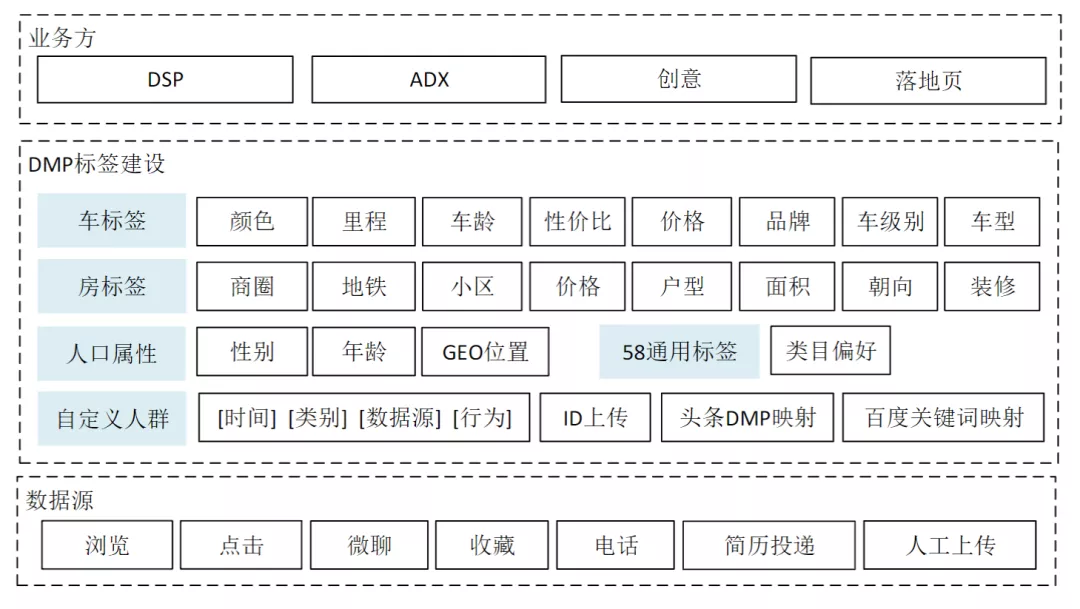 业务方
DSP ADX 创意 落地页
DMP标签建设
车标签 颜色 里程 车龄 性价比 价格 品牌 车级别 车型
房标签 商圈 地铁 小区 价格 户型 面积 朝向 装修
人口属性 性别 年龄 GEO位置 58通用标签 类目偏好
自定义人群 [时间] [类别] [数据源] [行为] ID上传 头条DMP映射 百度关键词映射
数据源
浏览 点击 微聊 收藏 电话 简历投递 人工上传